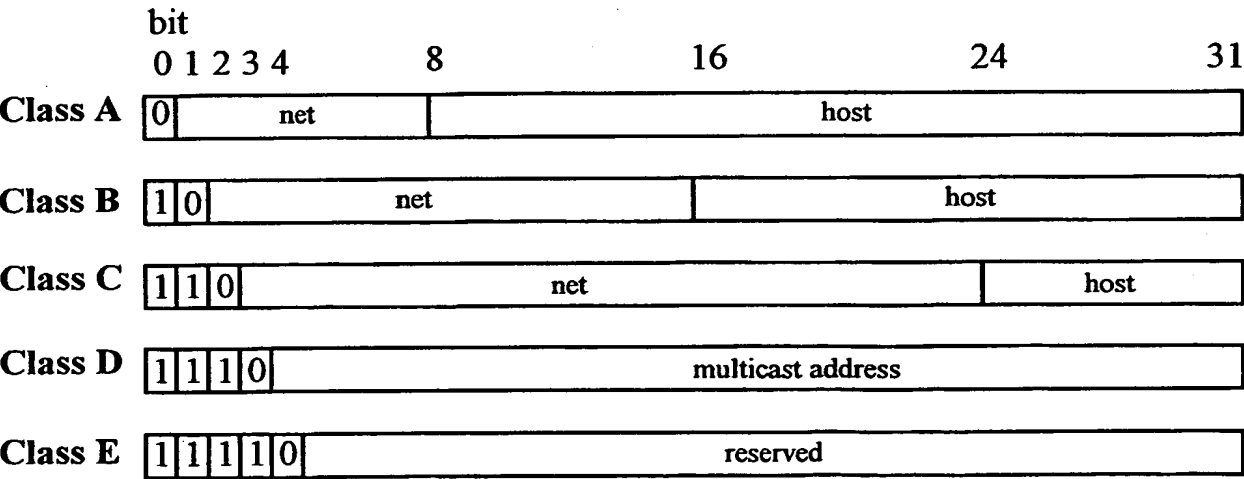 bit
0 1 2 3 4 8 16 24 31
Class A 0 net host
Class B 1 0 net host
Class C 1 1 0 net host
Class D 1 1 1 0 multicast address
Class E 1 1 1 1 0 reserved